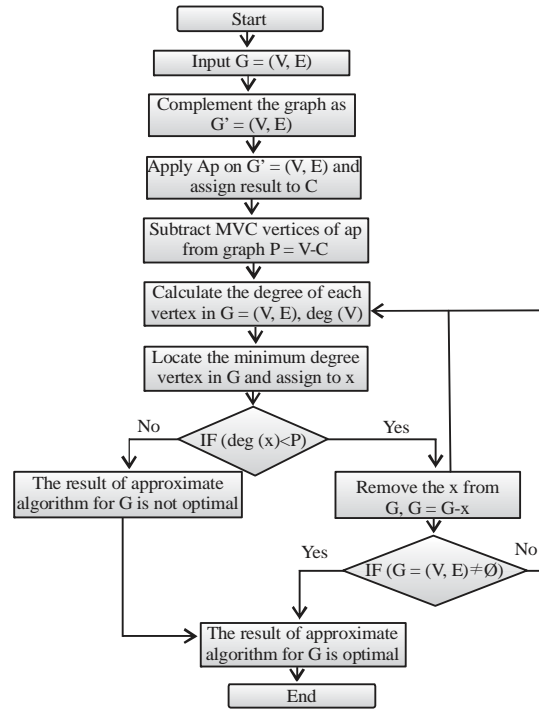 Start
Input G = (V, E)
Complement the graph as
G’ = (V, E)
Apply Ap on G’ = (V, E) and
assign result to C
Subtract MVC vertices of ap
from graph P = V-C
Calculate the degree of each
vertex in G = (V, E), deg (V)
Locate the minimum degree
vertex in G and assign to x
No
IF (deg (x)<P)
Yes
The result of approximate
algorithm for G is not optimal
Remove the x from
G, G = G-x
Yes
IF (G = (V, E)≠Ø)
No
The result of approximate
algorithm for G is optimal
End